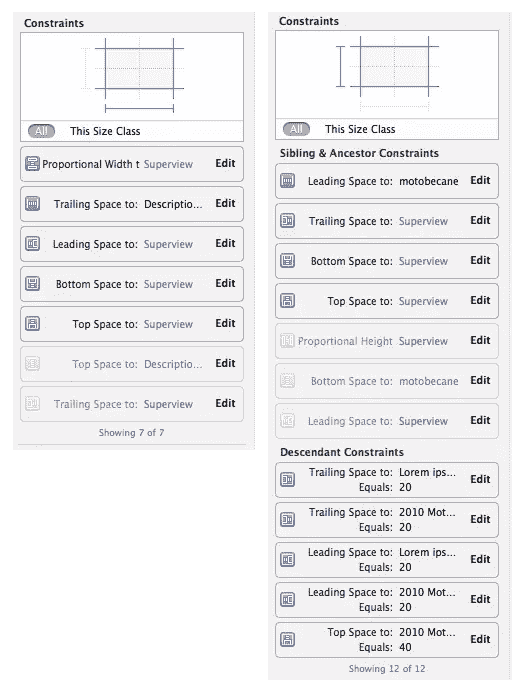 Constraints
All This Size Class
Proportional Width t Superview Edit
Trailing Space to: Descriptio... Edit
Leading Space to: Superview Edit
Bottom Space to: Superview Edit
Top Space to: Superview Edit
Top Space to: Descriptio... Edit
Trailing Space to: Superview Edit
Showing 7 of 7
Constraints
All This Size Class
Sibling & Ancestor Constraints
Leading Space to: motobecane Edit
Trailing Space to: Superview Edit
Bottom Space to: Superview Edit
Top Space to: Superview Edit
Proportional Height Superview Edit
Bottom Space to: motobecane Edit
Leading Space to: Superview Edit
Descendant Constraints
Trailing Space to: Lorem ips... Edit
Equals: 20
Trailing Space to: 2010 Mot... Edit
Equals: 20
Leading Space to: Lorem ips... Edit
Equals: 20
Leading Space to: 2010 Mot... Edit
Equals: 20
Top Space to: 2010 Mot... Edit
Equals: 40
Showing 12 of 12